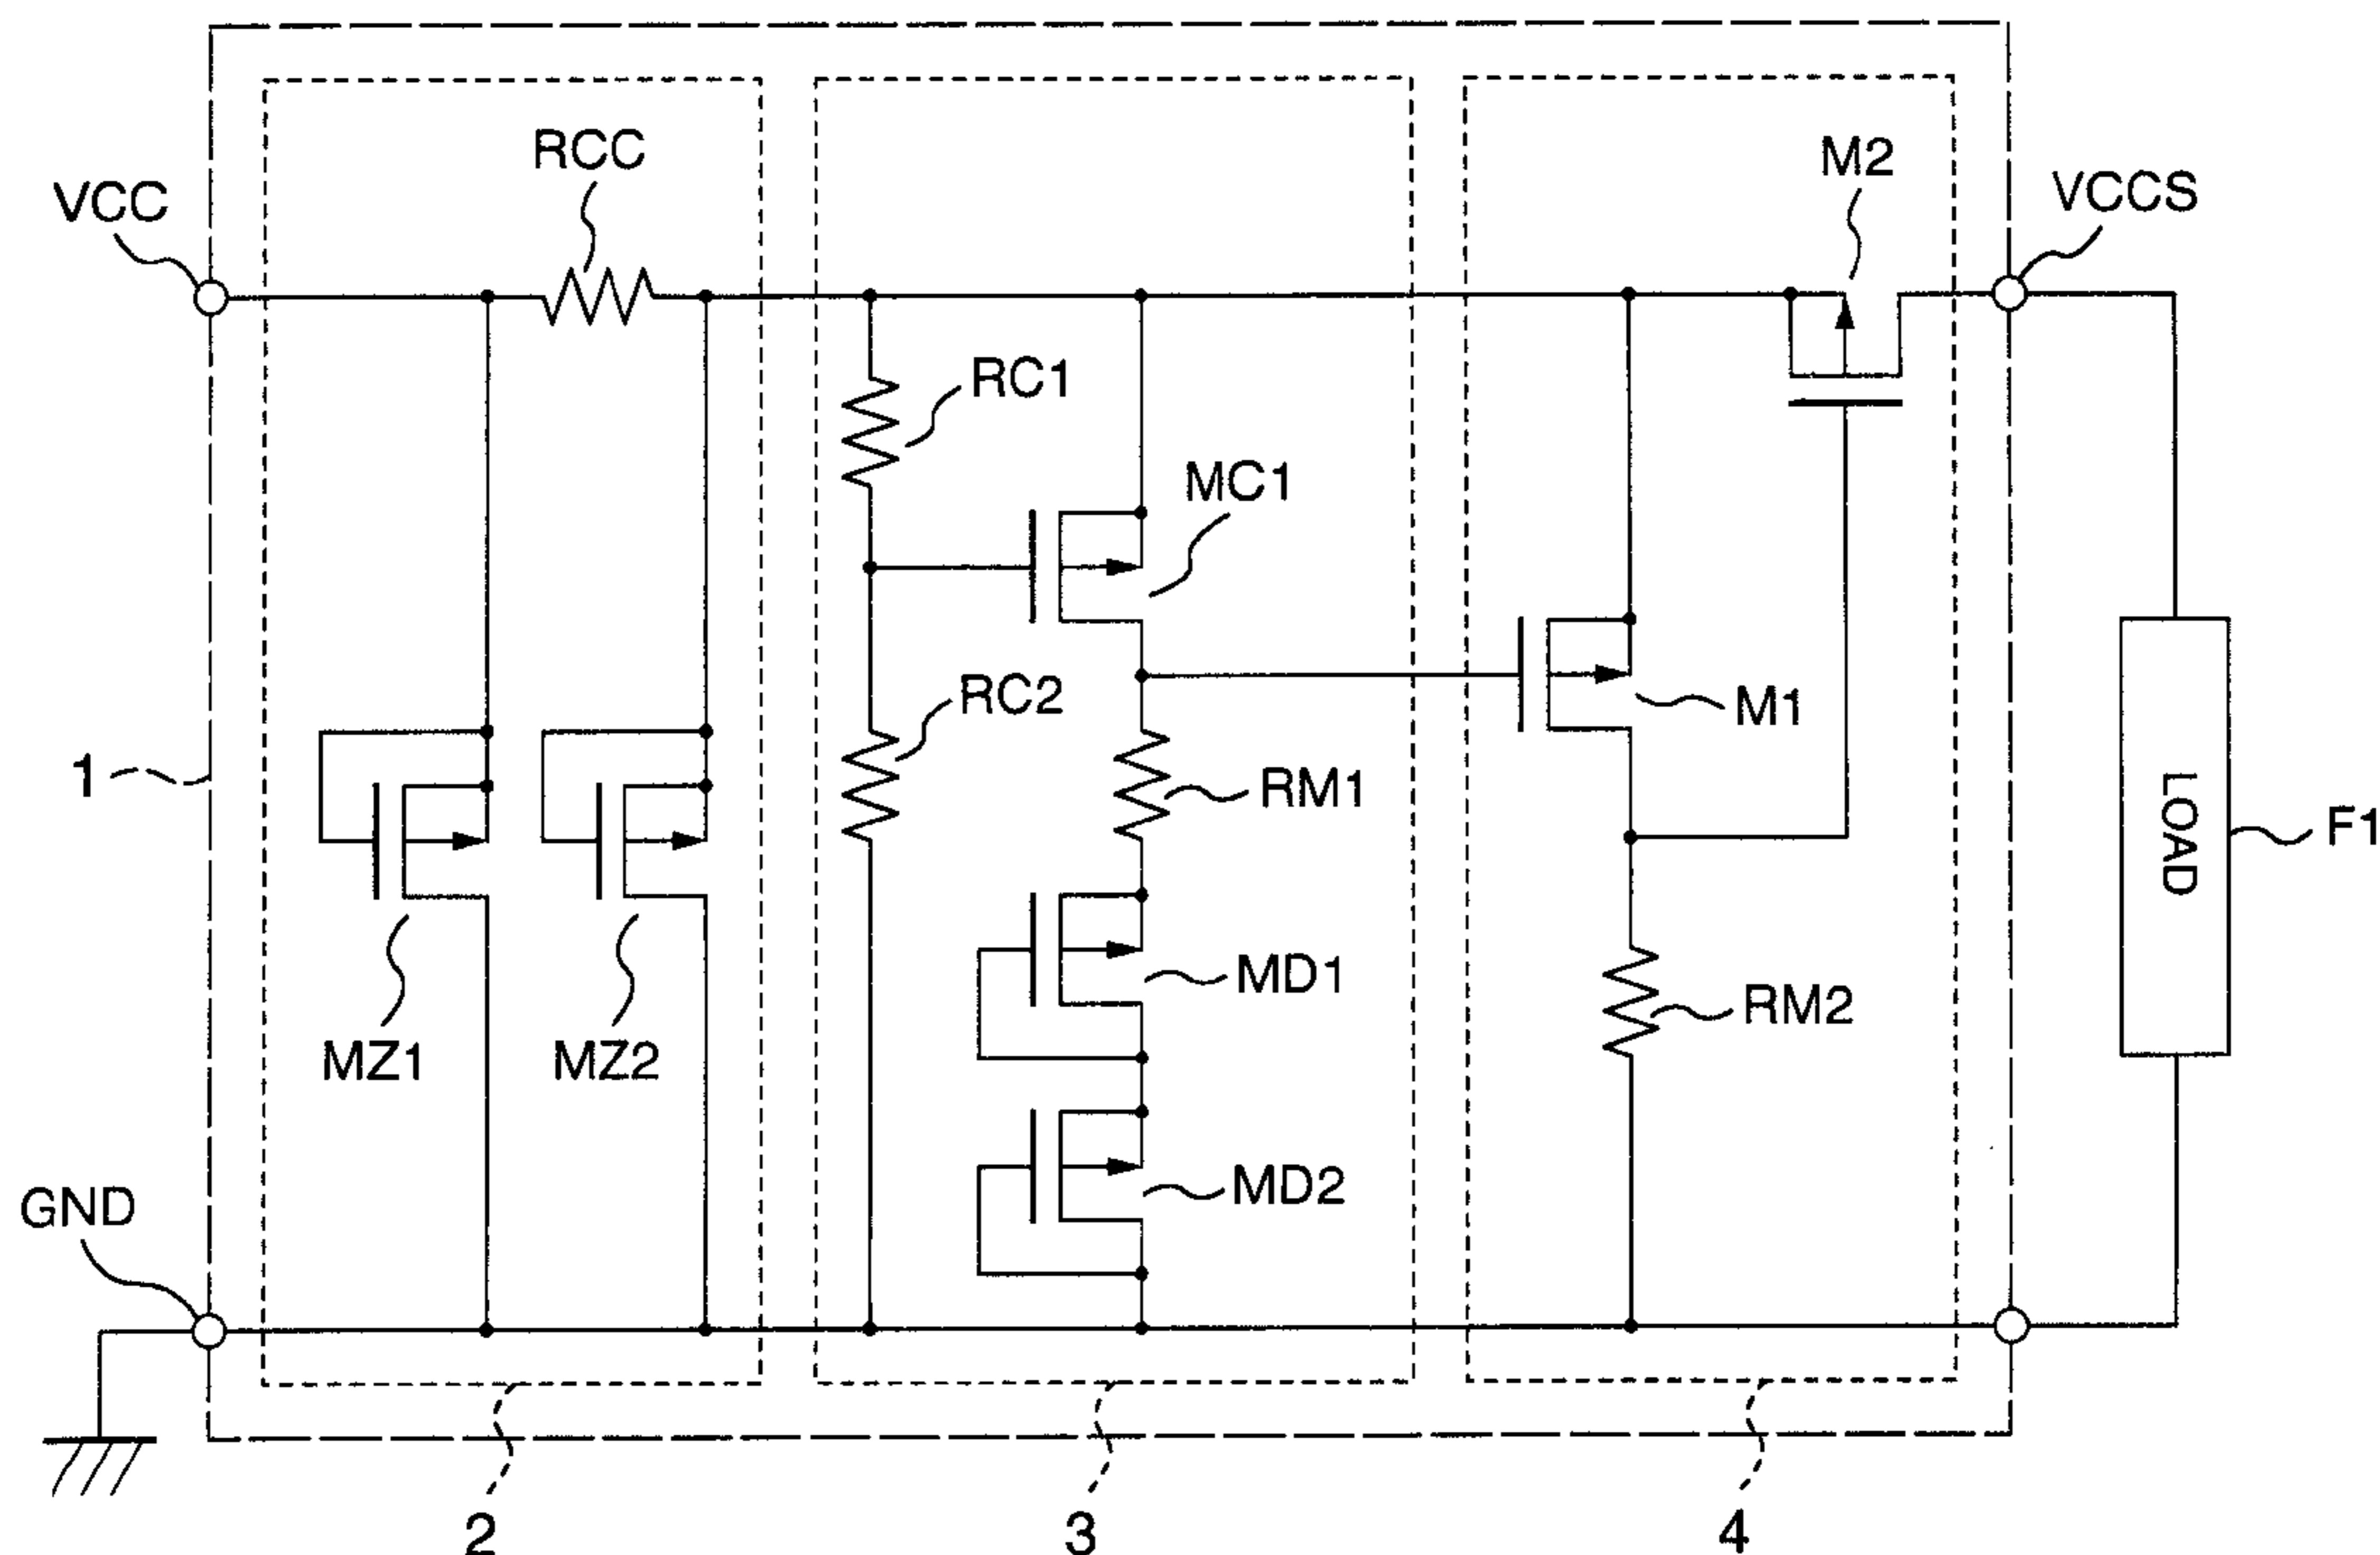 RCC
M2
VCC
VCCS
RC1
MC1
RC2
M1
1
RM1
LOAD
F1
MD1
RM2
MZ1
MZ2
MD2
GND
2
3
4